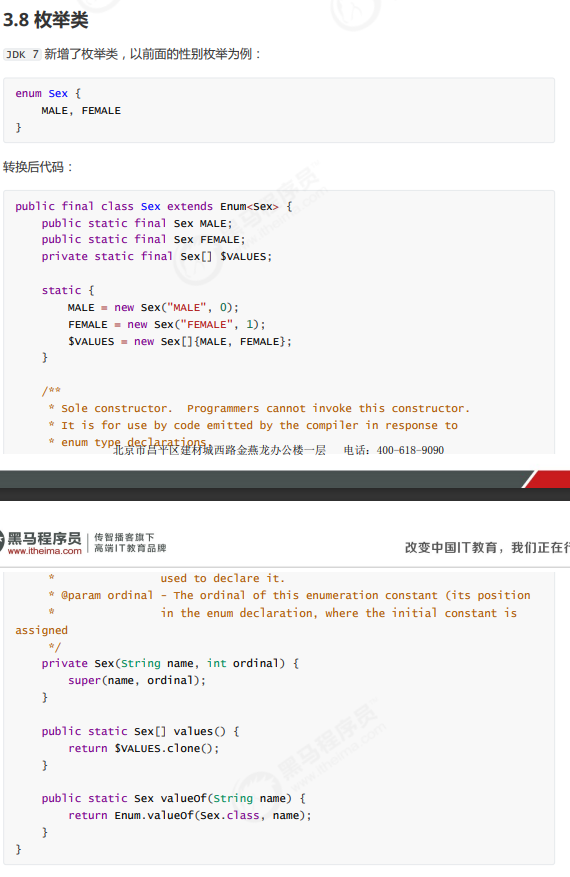 3.8 枚举类
JDK 7 新增了枚举类，以前面的性别枚举为例：
enum Sex {
MALE, FEMALE
}
转换后代码：
public final class Sex extends Enum<Sex> {
public static final Sex MALE;
public static final Sex FEMALE;
private static final Sex[] $VALUES;
static {
MALE = new Sex("MALE", 0);
FEMALE = new Sex("FEMALE", 1);
$VALUES = new Sex[]{MALE, FEMALE};
}
/**
* Sole constructor.  Programmers cannot invoke this constructor.
* It is for use by code emitted by the compiler in response to
* enum type declarations
北京市昌平区建材城西路金燕龙办公楼一层 电话：400-618-9090
黑马程序员
www.itheima.com
传智播客旗下
高端IT教育品牌
改变中国IT教育，我们正在行
* used to declare it.
* @param ordinal - The ordinal of this enumeration constant (its position
* in the enum declaration, where the initial constant is
assigned
*/
private Sex(String name, int ordinal) {
super(name, ordinal);
}
public static Sex[] values() {
return $VALUES.clone();
}
public static Sex valueOf(String name) {
return Enum.valueOf(Sex.class, name);
}
}